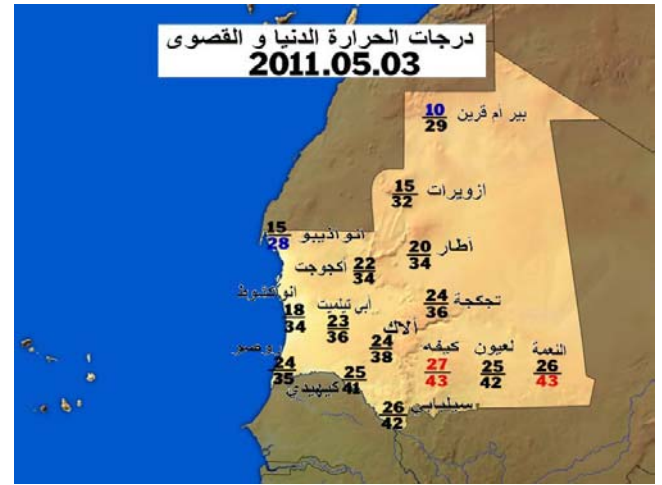 درجات الحرارة الدنيا و القصوى
2011.05.03
10
29
بير أم قرين
15
32
ازويرات
15
28
انواذيبو
20
34
أطار
22
34
أكجوجت
انواكشوط
18
34
أبي تيلميت
23
36
24
36
تجكجة
ألاك
24
38
روصو
24
35
25
41
كيهيدي
كيفه
27
43
لعيون
25
42
النعمة
26
43
26
42
سيلبابي